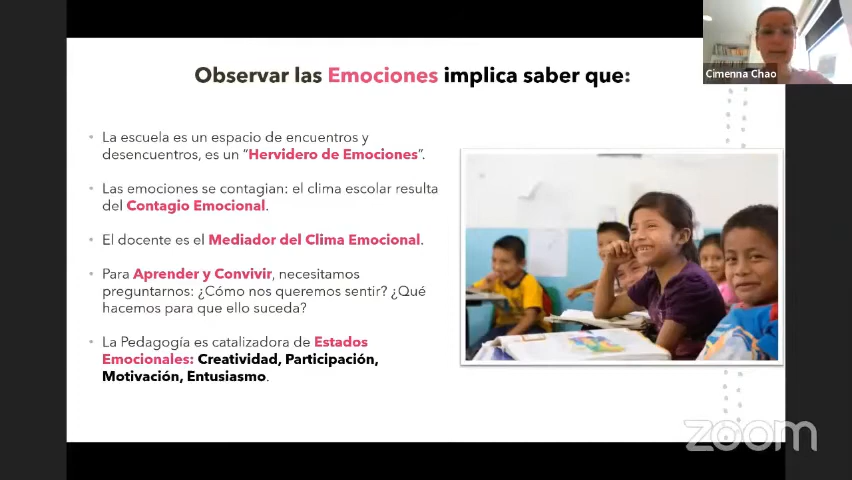 Observar las Emociones implica saber que:
Cimenna Chao
• La escuela es un espacio de encuentros y
desencuentros, es un “Hervidero de Emociones”.
• Las emociones se contagian: el clima escolar resulta
del Contagio Emocional.
• El docente es el Mediador del Clima Emocional.
• Para Aprender y Convivir, necesitamos
preguntarnos: ¿Cómo nos queremos sentir? ¿Qué
hacemos para que ello suceda?
• La Pedagogía es catalizadora de Estados
Emocionales: Creatividad, Participación,
Motivación, Entusiasmo.
zoom